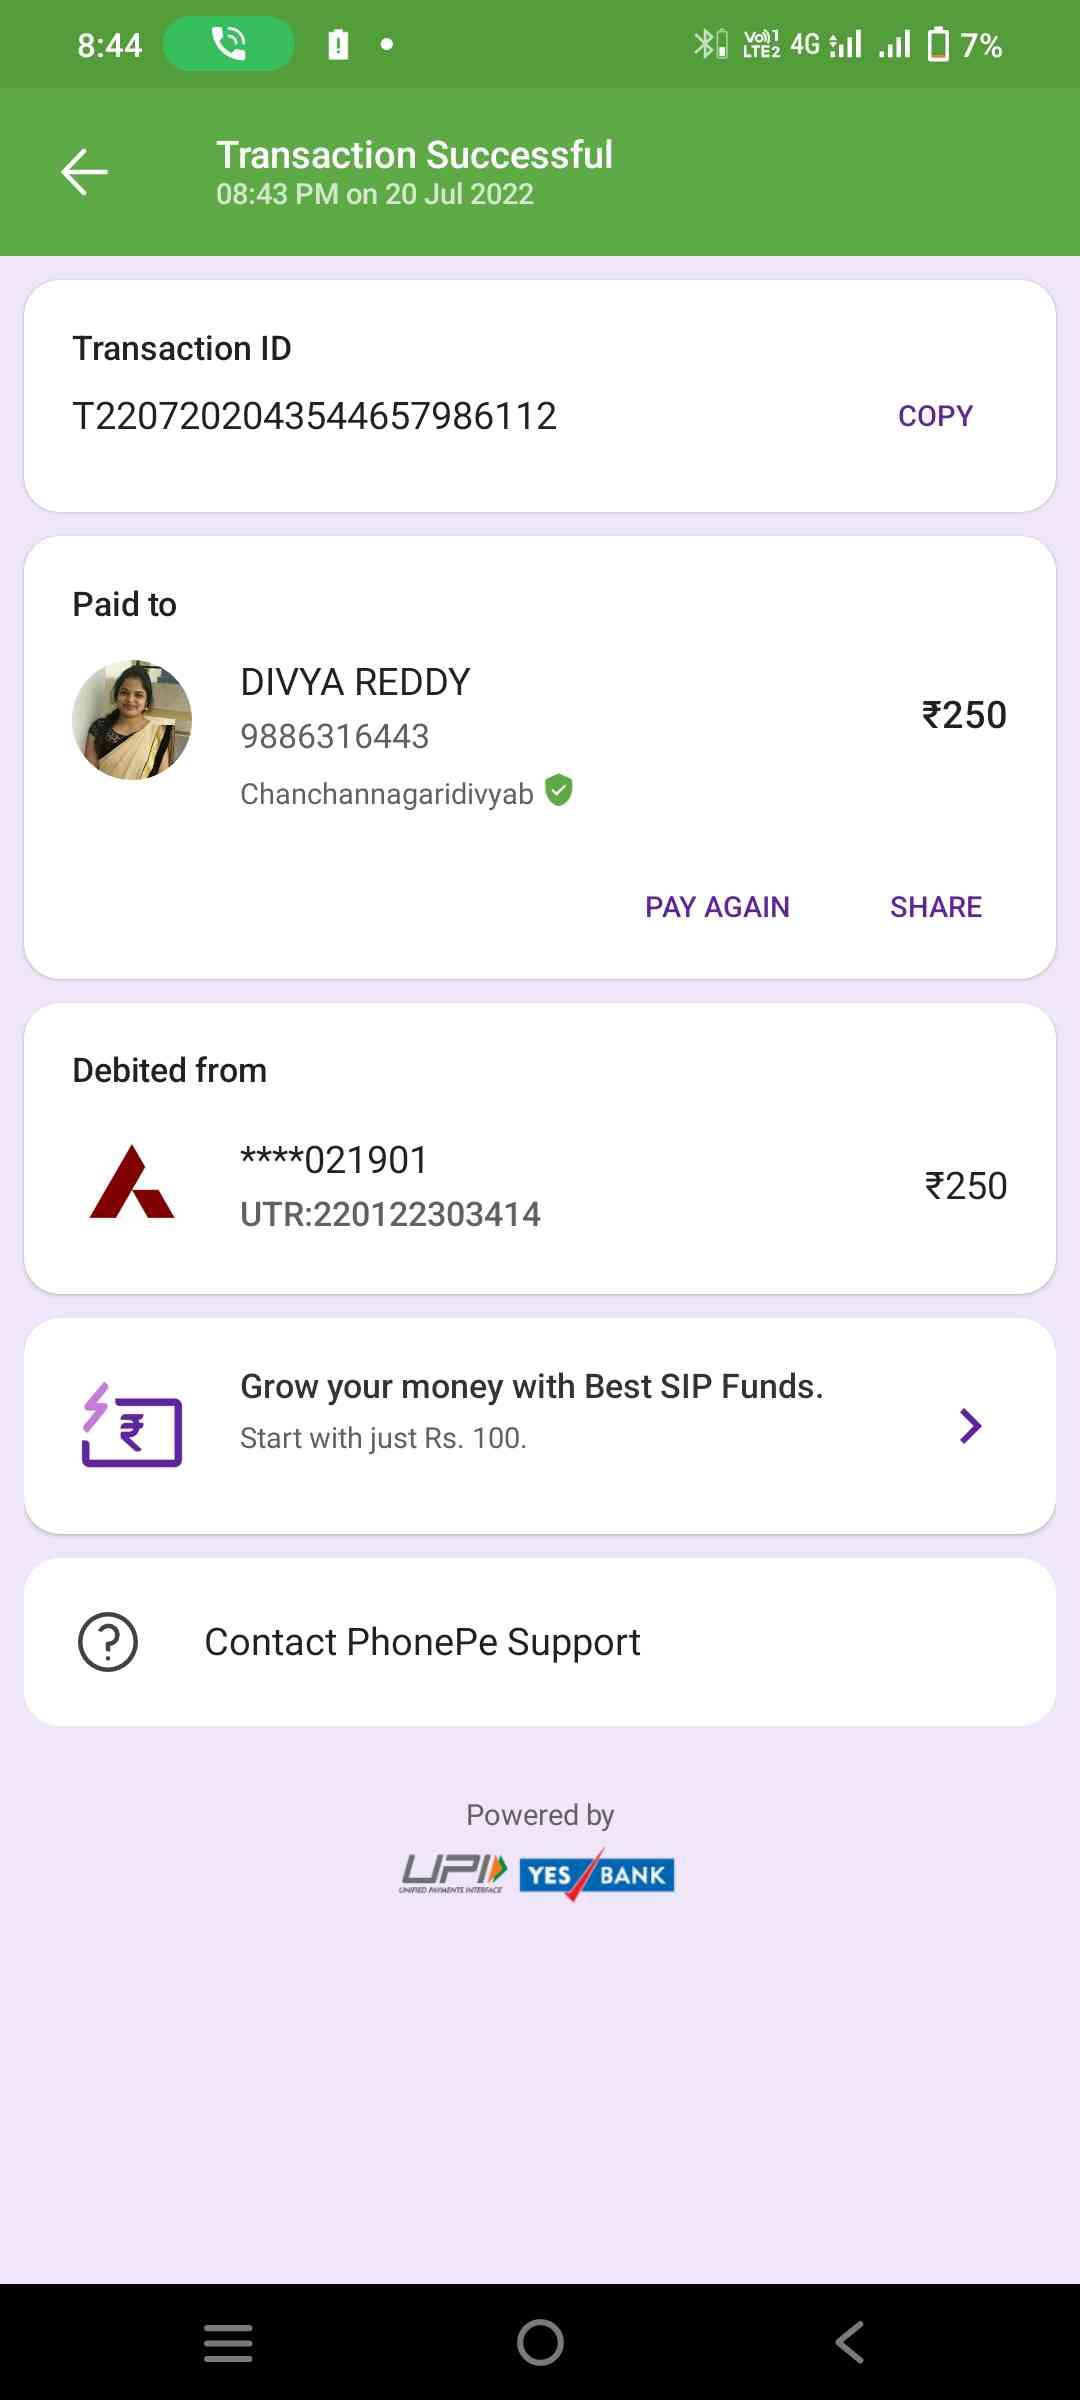 8:44
Vo)) 1
LTE2 4G 7%
Transaction Successful
08:43 PM on 20 Jul 2022
Transaction ID
T2207202043544657986112 COPY
Paid to
DIVYA REDDY
9886316443
₹250
Chanchannagaridivyab
PAY AGAIN SHARE
Debited from
****021901
₹250
UTR:220122303414
Grow your money with Best SIP Funds.
Start with just Rs. 100.
Contact PhonePe Support
Powered by
UPI YES BANK
UNIFIED PAYMENTS INTERFACE